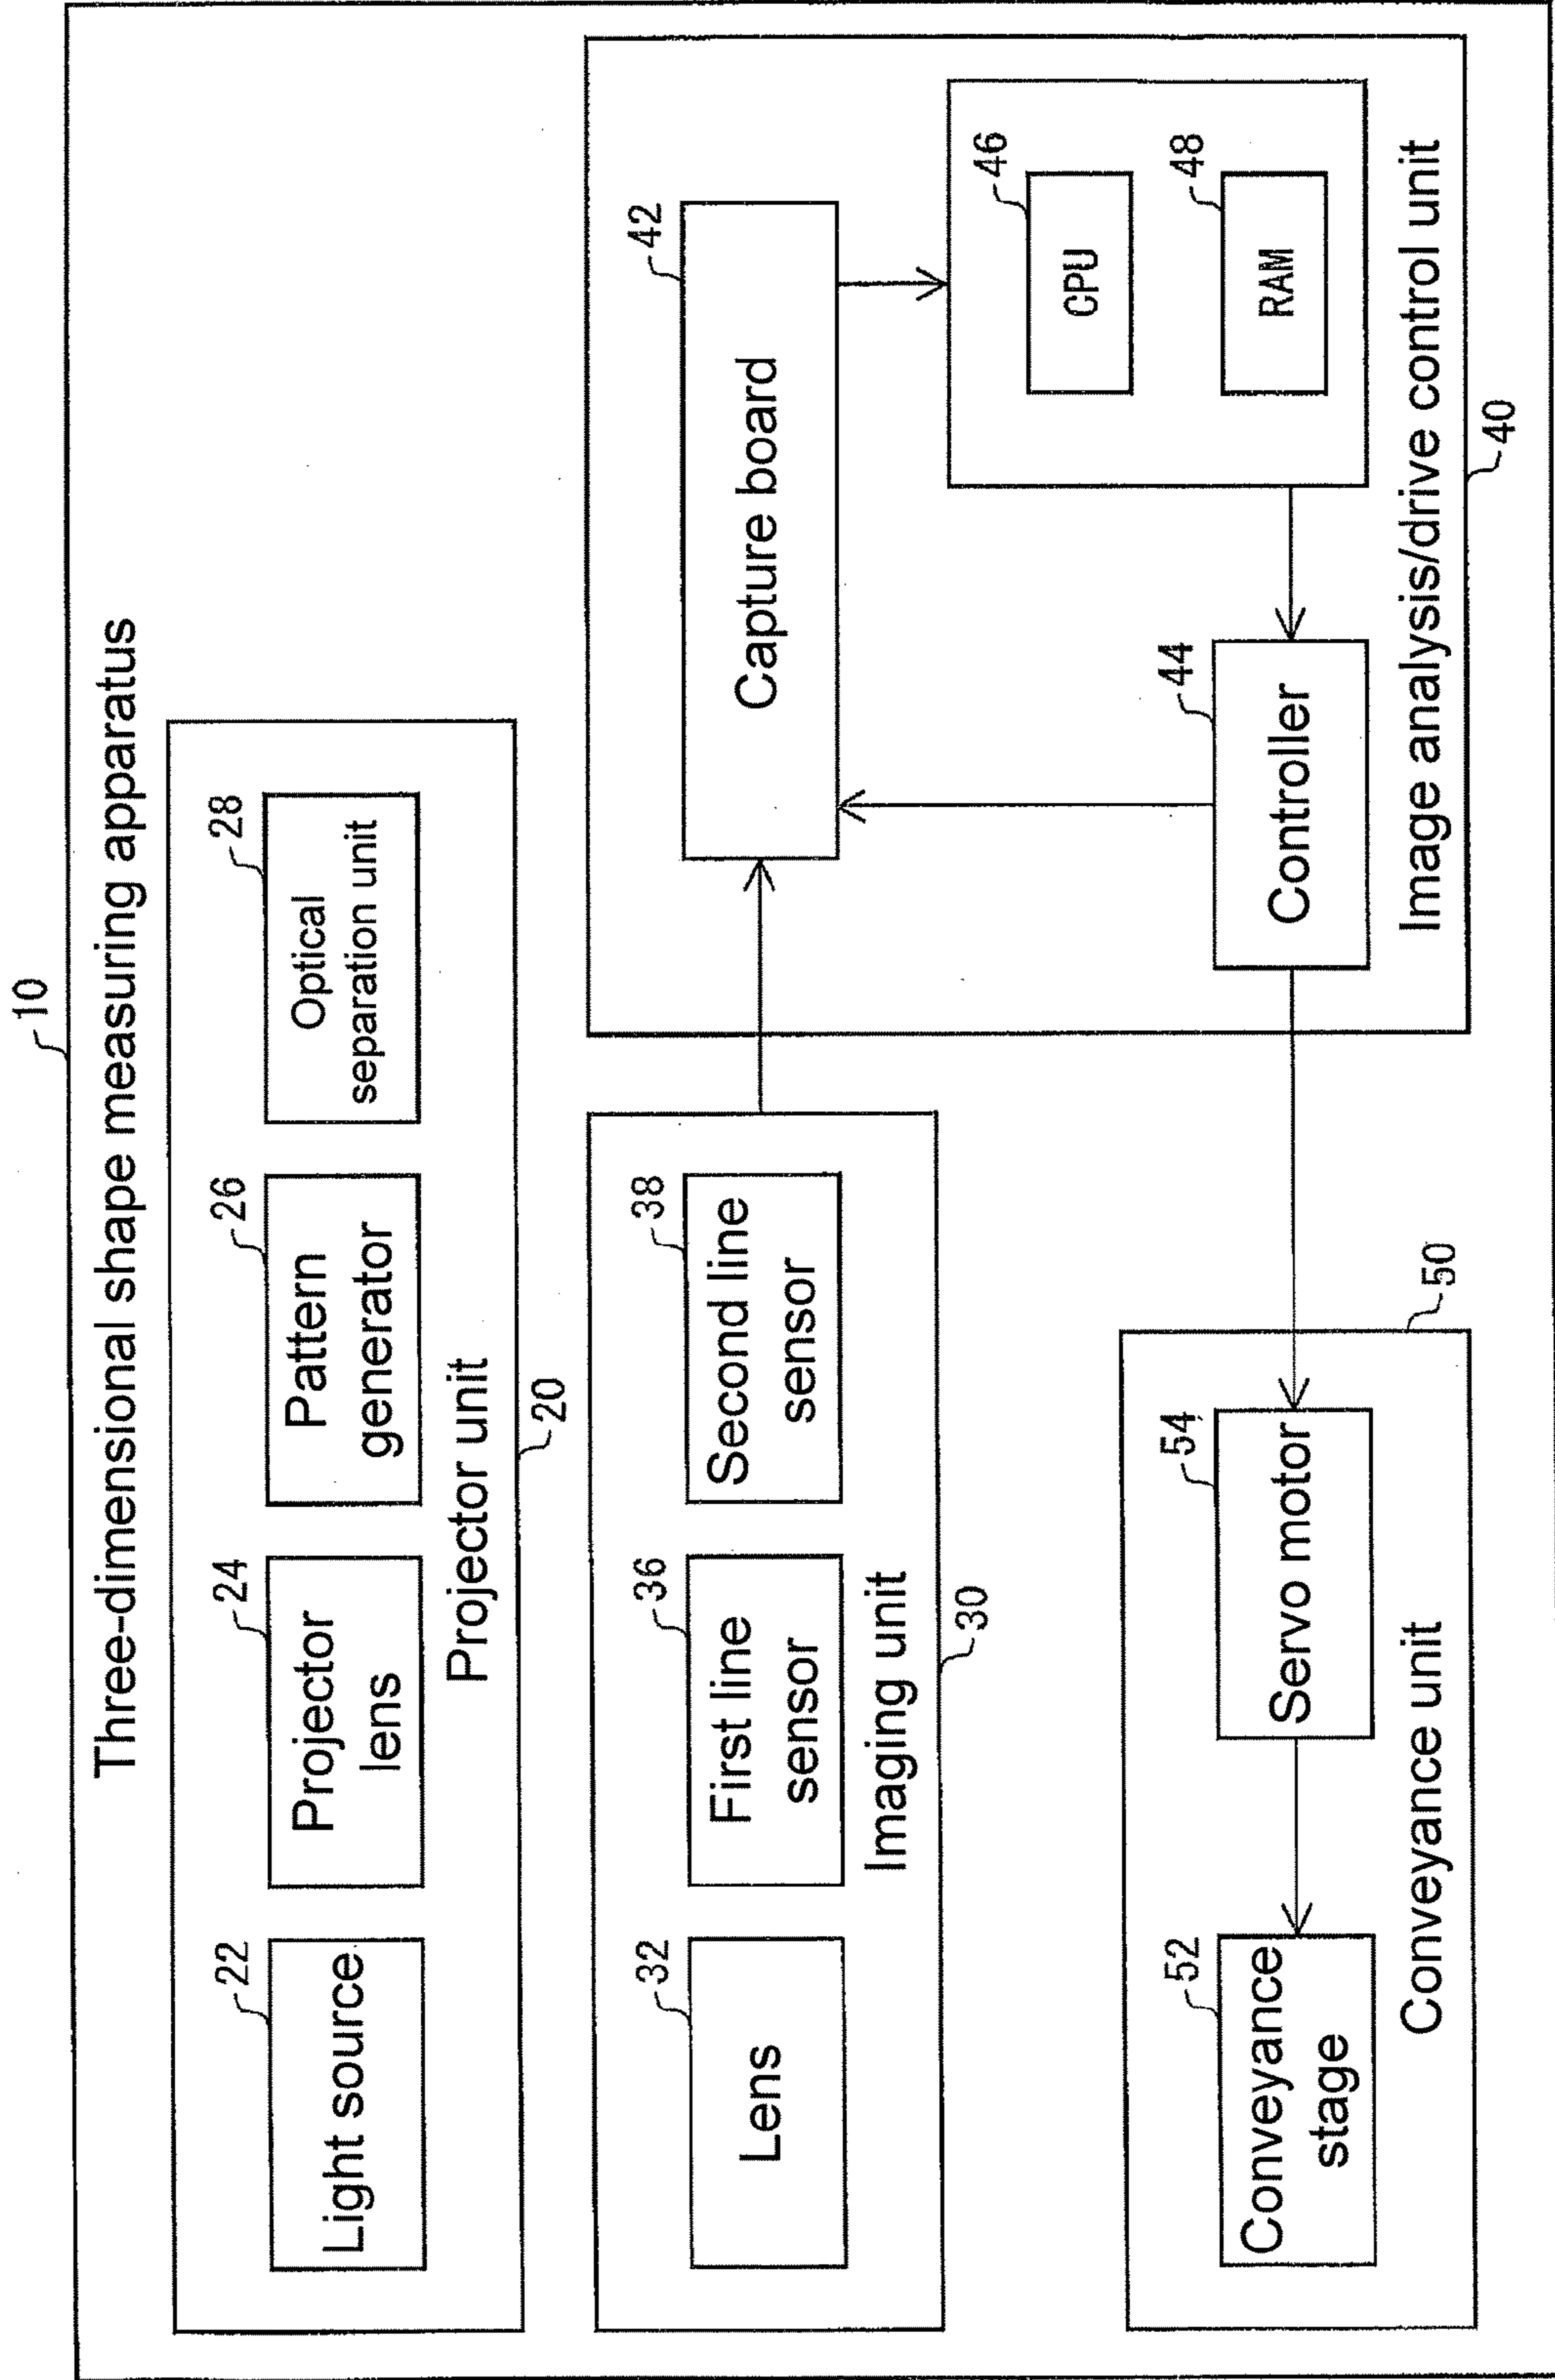 10
Three-dimensional shape measuring apparatus
22
Light source
24
Projector
lens
26
Pattern
generator
28
Optical
separation unit
Projector unit
20
32
Lens
36
First line
sensor
38
Second line
sensor
Imaging unit
30
42
Capture board
46
CPU
48
RAM
44
Controller
Image analysis/drive control unit
40
52
Conveyance
stage
54
Servo motor
Conveyance unit
50